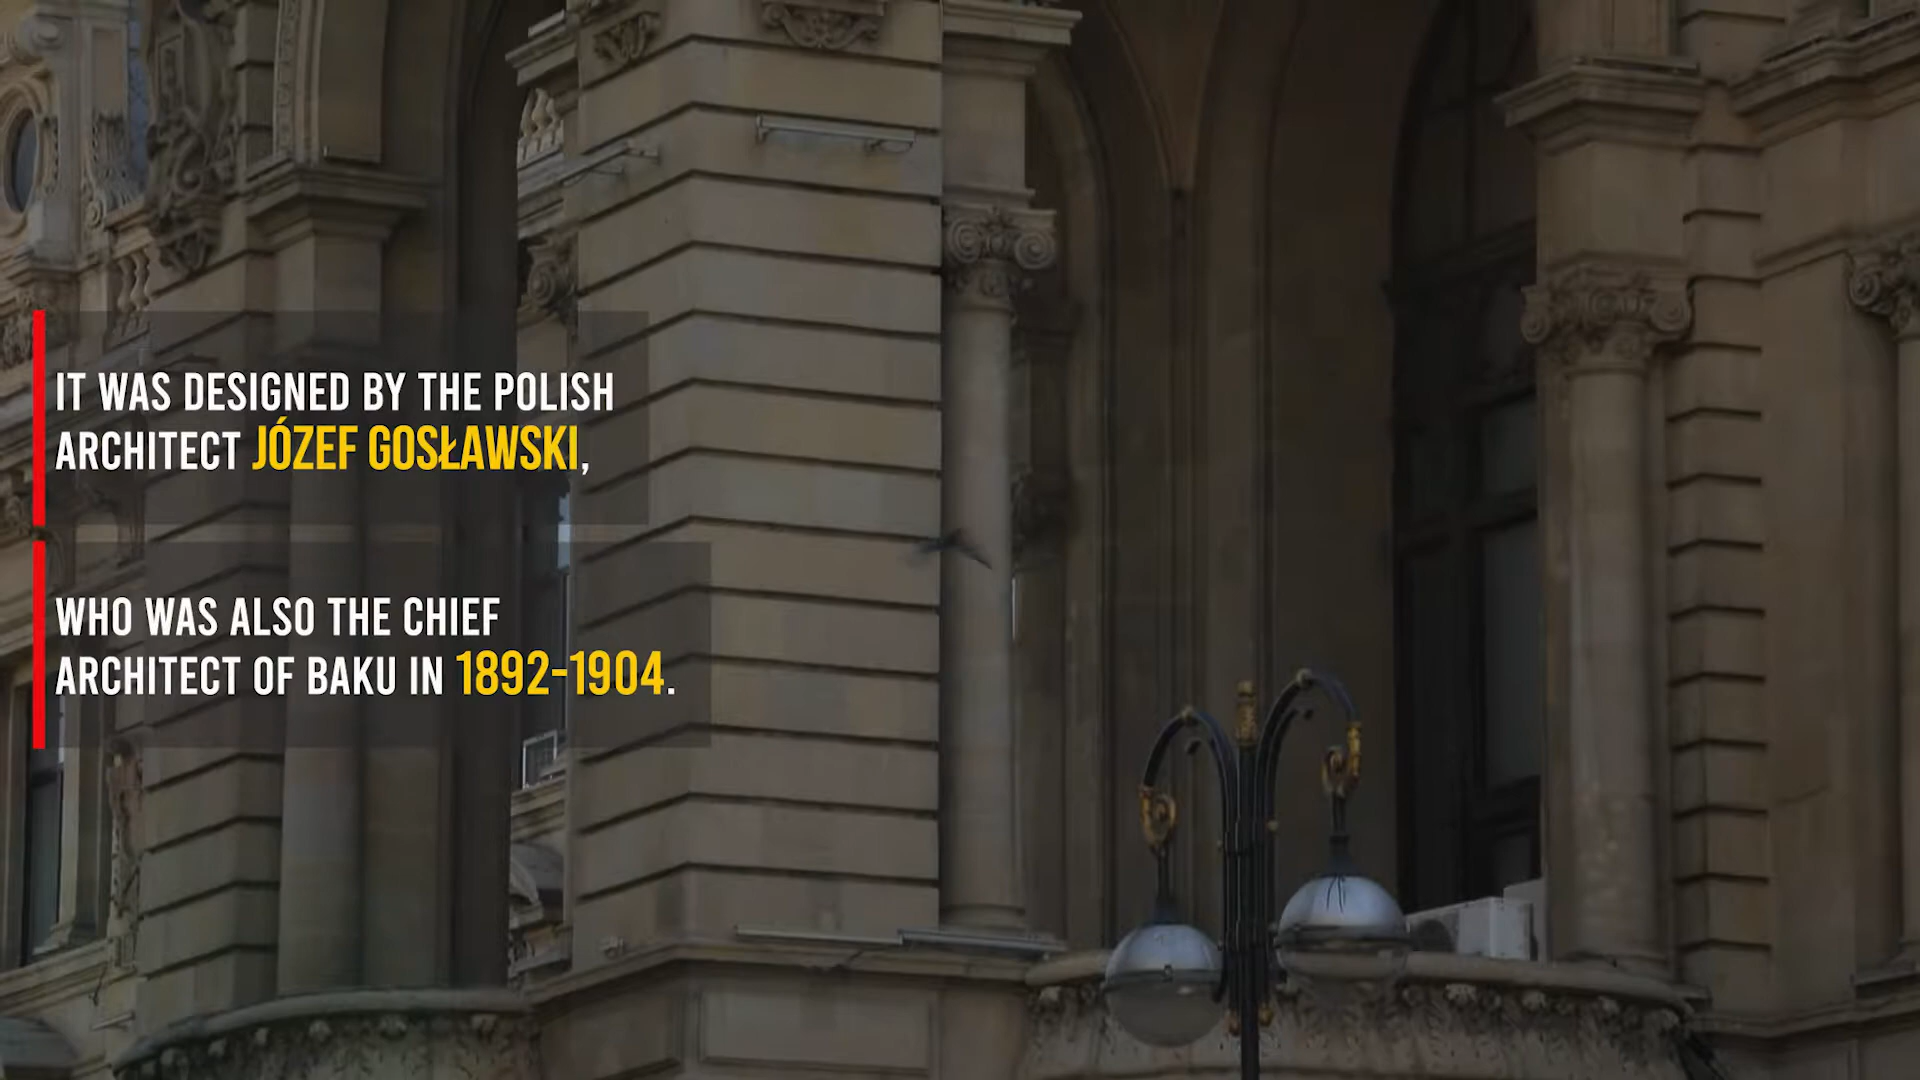 IT WAS DESIGNED BY THE POLISH
ARCHITECT JÓZEF GOSŁAWSKI,
WHO WAS ALSO THE CHIEF
ARCHITECT OF BAKU IN 1892-1904.